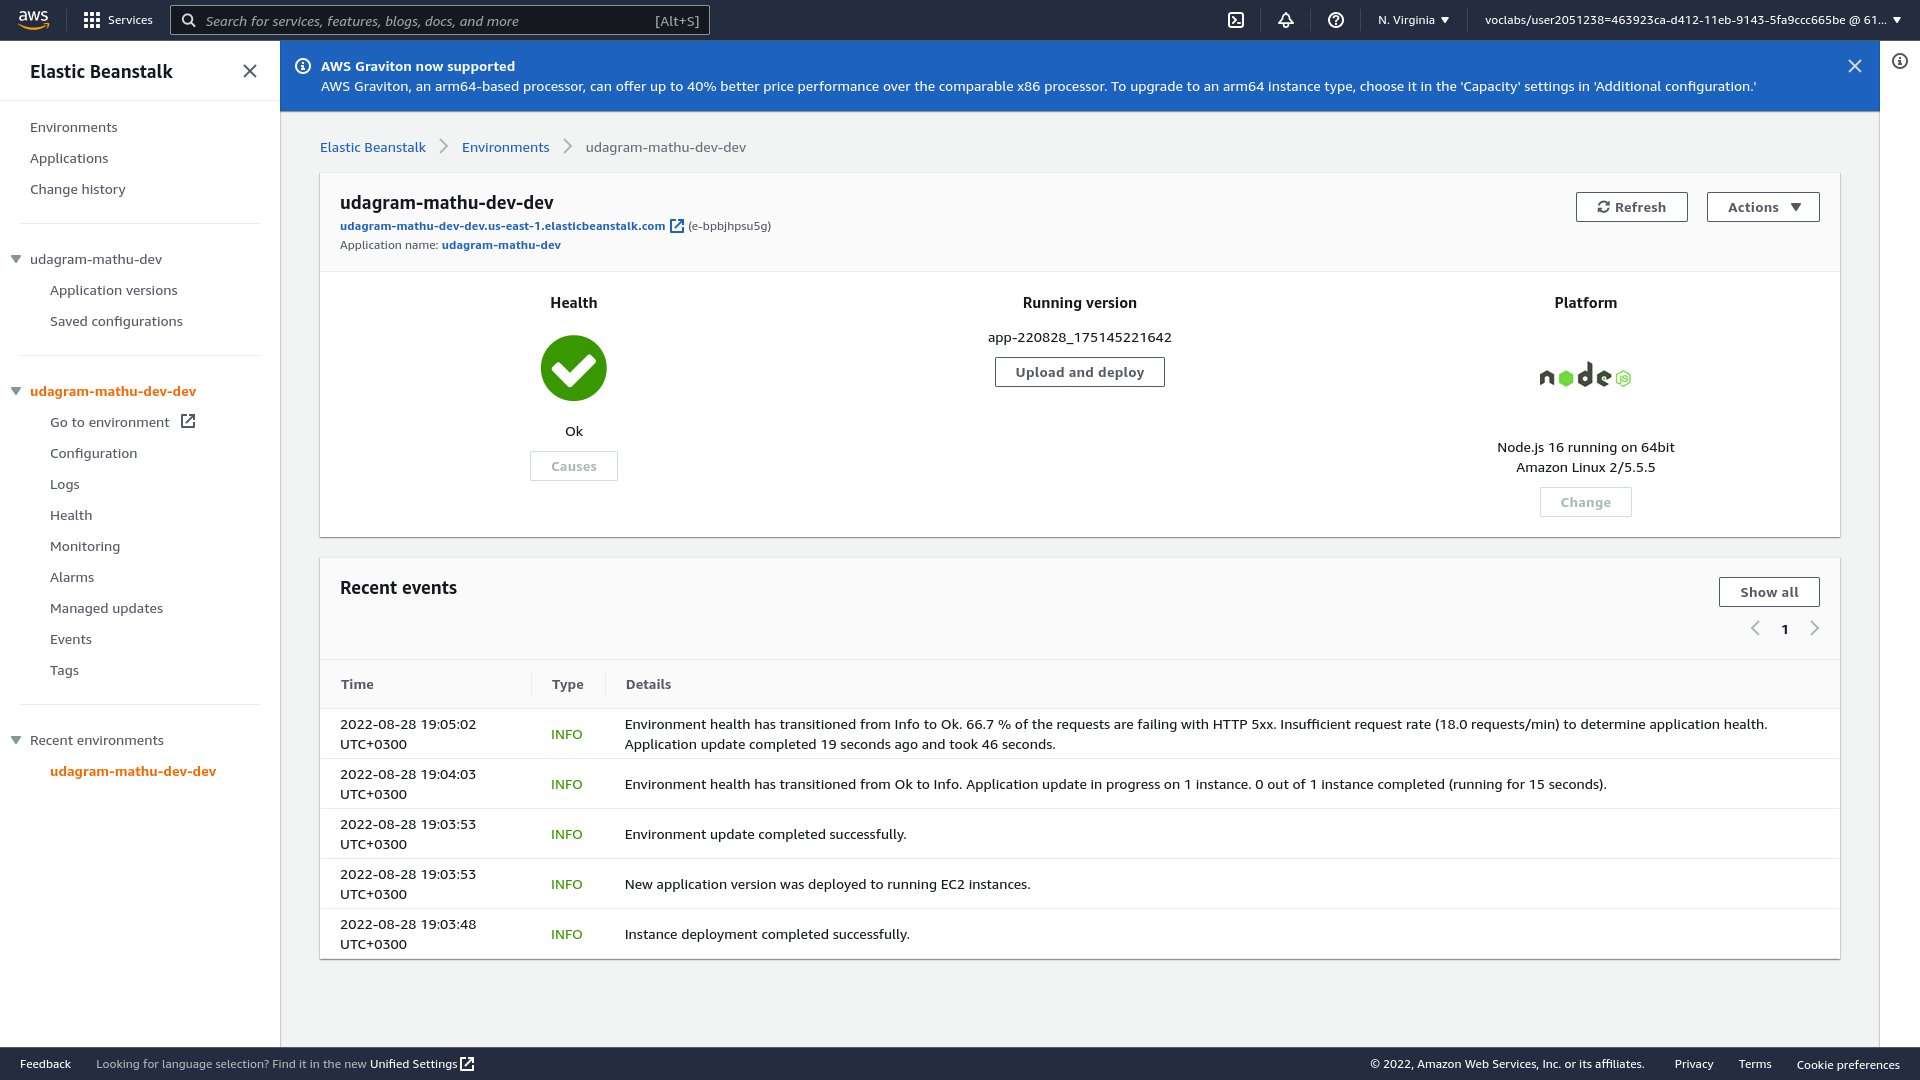 aws
Services
Search for services, features, blogs, docs, and more
[Alt+S]
N. Virginia
voclabs/user2051238=463923ca-d412-11eb-9143-5fa9ccc665be @ 61...
Elastic Beanstalk
Environments
Applications
Change history
udagram-mathu-dev
Application versions
Saved configurations
udagram-mathu-dev-dev
Go to environment
Configuration
Logs
Health
Monitoring
Alarms
Managed updates
Events
Tags
Recent environments
udagram-mathu-dev-dev
AWS Graviton now supported
AWS Graviton, an arm64-based processor, can offer up to 40% better price performance over the comparable x86 processor. To upgrade to an arm64 instance type, choose it in the 'Capacity' settings in 'Additional configuration.'
Elastic Beanstalk
Environments
udagram-mathu-dev-dev
udagram-mathu-dev-dev
udagram-mathu-dev-dev.us-east-1.elasticbeanstalk.com (e-bpbjhpsu5g)
Application name: udagram-mathu-dev
Refresh
Actions
Health
Ok
Causes
Running version
app-220828_175145221642
Upload and deploy
Platform
node JS
Node.js 16 running on 64bit
Amazon Linux 2/5.5.5
Change
Recent events
Show all
1
Time
Type
Details
2022-08-28 19:05:02
UTC+0300
INFO
Environment health has transitioned from Info to Ok. 66.7 % of the requests are failing with HTTP 5xx. Insufficient request rate (18.0 requests/min) to determine application health.
Application update completed 19 seconds ago and took 46 seconds.
2022-08-28 19:04:03
UTC+0300
INFO
Environment health has transitioned from Ok to Info. Application update in progress on 1 instance. 0 out of 1 instance completed (running for 15 seconds).
2022-08-28 19:03:53
UTC+0300
INFO
Environment update completed successfully.
2022-08-28 19:03:53
UTC+0300
INFO
New application version was deployed to running EC2 instances.
2022-08-28 19:03:48
UTC+0300
INFO
Instance deployment completed successfully.
Feedback
Looking for language selection? Find it in the new Unified Settings
© 2022, Amazon Web Services, Inc. or its affiliates.
Privacy
Terms
Cookie preferences